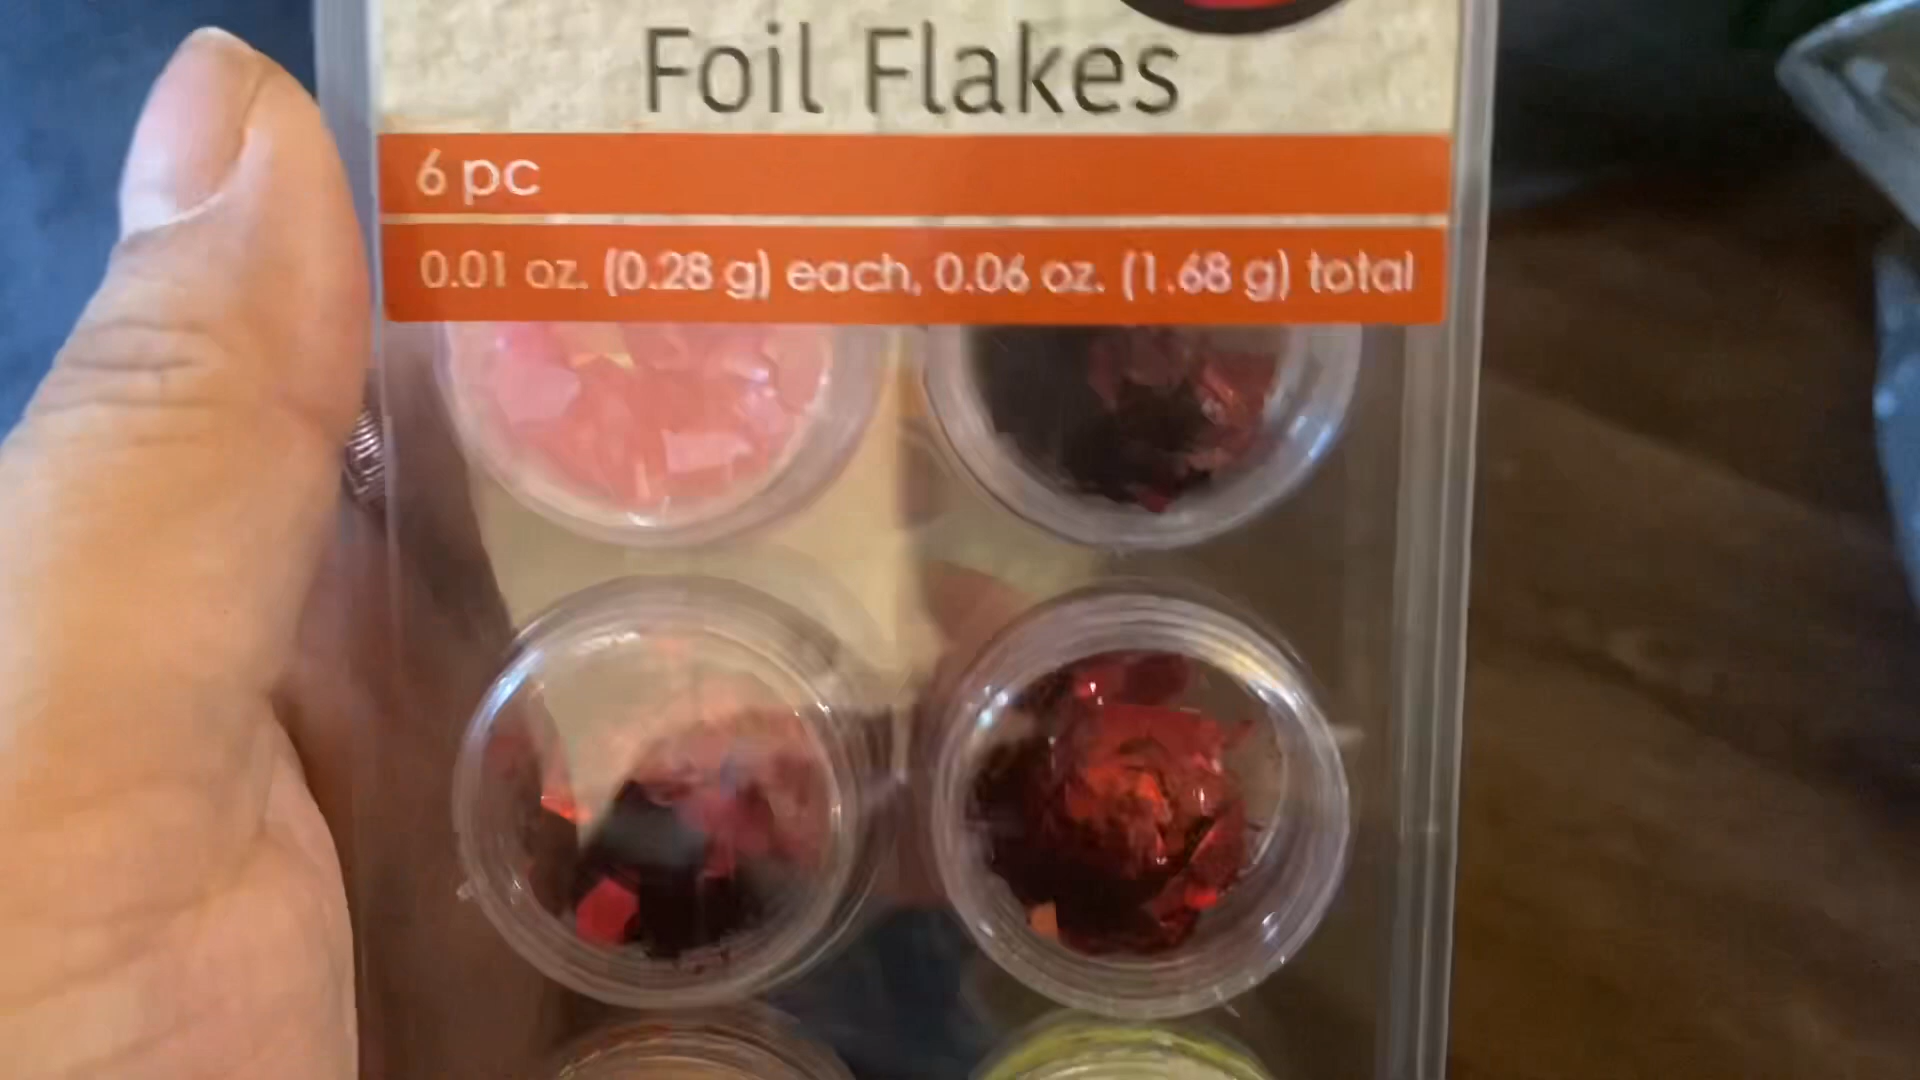 Foil Flakes
6 pc
0.01 oz. (0.28 g) each, 0.06 oz. (1.68 g) total